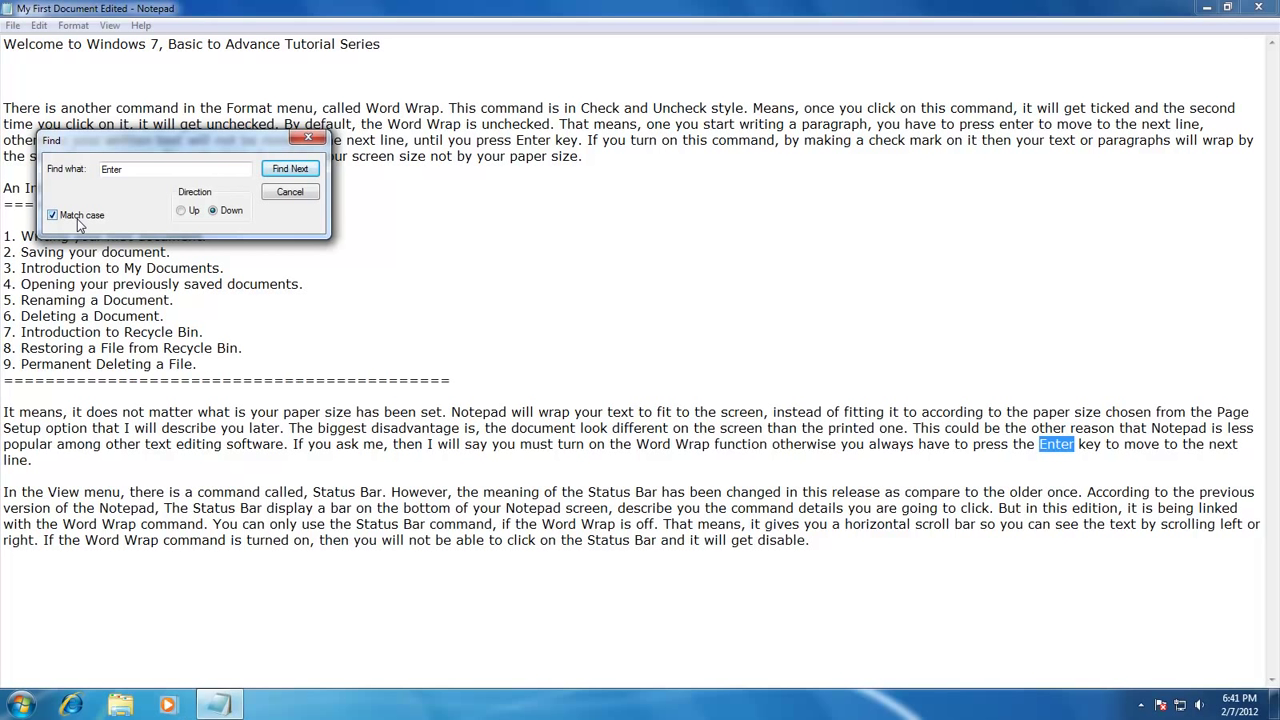 My First Document Edited - Notepad
File Edit Format View Help
Welcome to Windows 7, Basic to Advance Tutorial Series
There is another command in the Format menu, called Word Wrap. This command is in Check and Uncheck style. Means, once you click on this command, it will get ticked and the second
time you click on it, it will get unchecked. By default, the Word Wrap is unchecked. That means, one you start writing a paragraph, you have to press enter to move to the next line,
other next line, until you press Enter key. If you turn on this command, by making a check mark on it then your text or paragraphs will wrap by
the s ur screen size not by your paper size.
Find
Find what: Enter Find Next
Direction Cancel
Match case Up Down
An In
===
1. W
2. Saving your document.
3. Introduction to My Documents.
4. Opening your previously saved documents.
5. Renaming a Document.
6. Deleting a Document.
7. Introduction to Recycle Bin.
8. Restoring a File from Recycle Bin.
9. Permanent Deleting a File.
===========================================
It means, it does not matter what is your paper size has been set. Notepad will wrap your text to fit to the screen, instead of fitting it to according to the paper size chosen from the Page
Setup option that I will describe you later. The biggest disadvantage is, the document look different on the screen than the printed one. This could be the other reason that Notepad is less
popular among other text editing software. If you ask me, then I will say you must turn on the Word Wrap function otherwise you always have to press the Enter key to move to the next
line.
In the View menu, there is a command called, Status Bar. However, the meaning of the Status Bar has been changed in this release as compare to the older once. According to the previous
version of the Notepad, The Status Bar display a bar on the bottom of your Notepad screen, describe you the command details you are going to click. But in this edition, it is being linked
with the Word Wrap command. You can only use the Status Bar command, if the Word Wrap is off. That means, it gives you a horizontal scroll bar so you can see the text by scrolling left or
right. If the Word Wrap command is turned on, then you will not be able to click on the Status Bar and it will get disable.
6:41 PM
2/7/2012